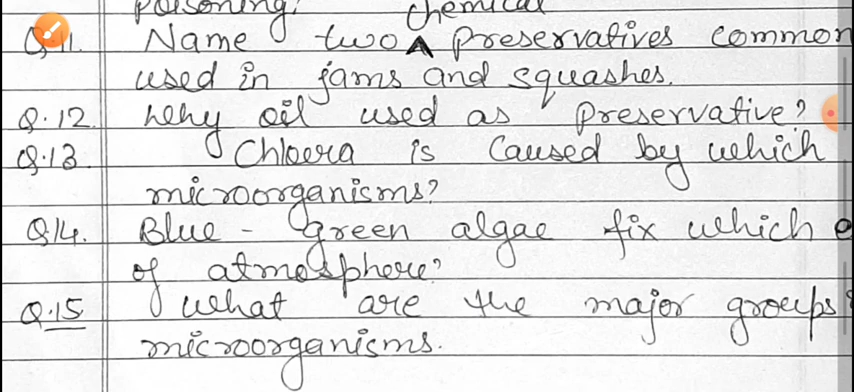 poisoning.
chemical
Q.11. Name two ^ preservatives common
used in jams and squashes.
Q.12. Why oil used as preservative?
Q.13 Chloera is caused by which
microorganisms?
Q.14. Blue - green algae fix which
of atmosphere?
Q.15 What are the major groups
microorganisms.